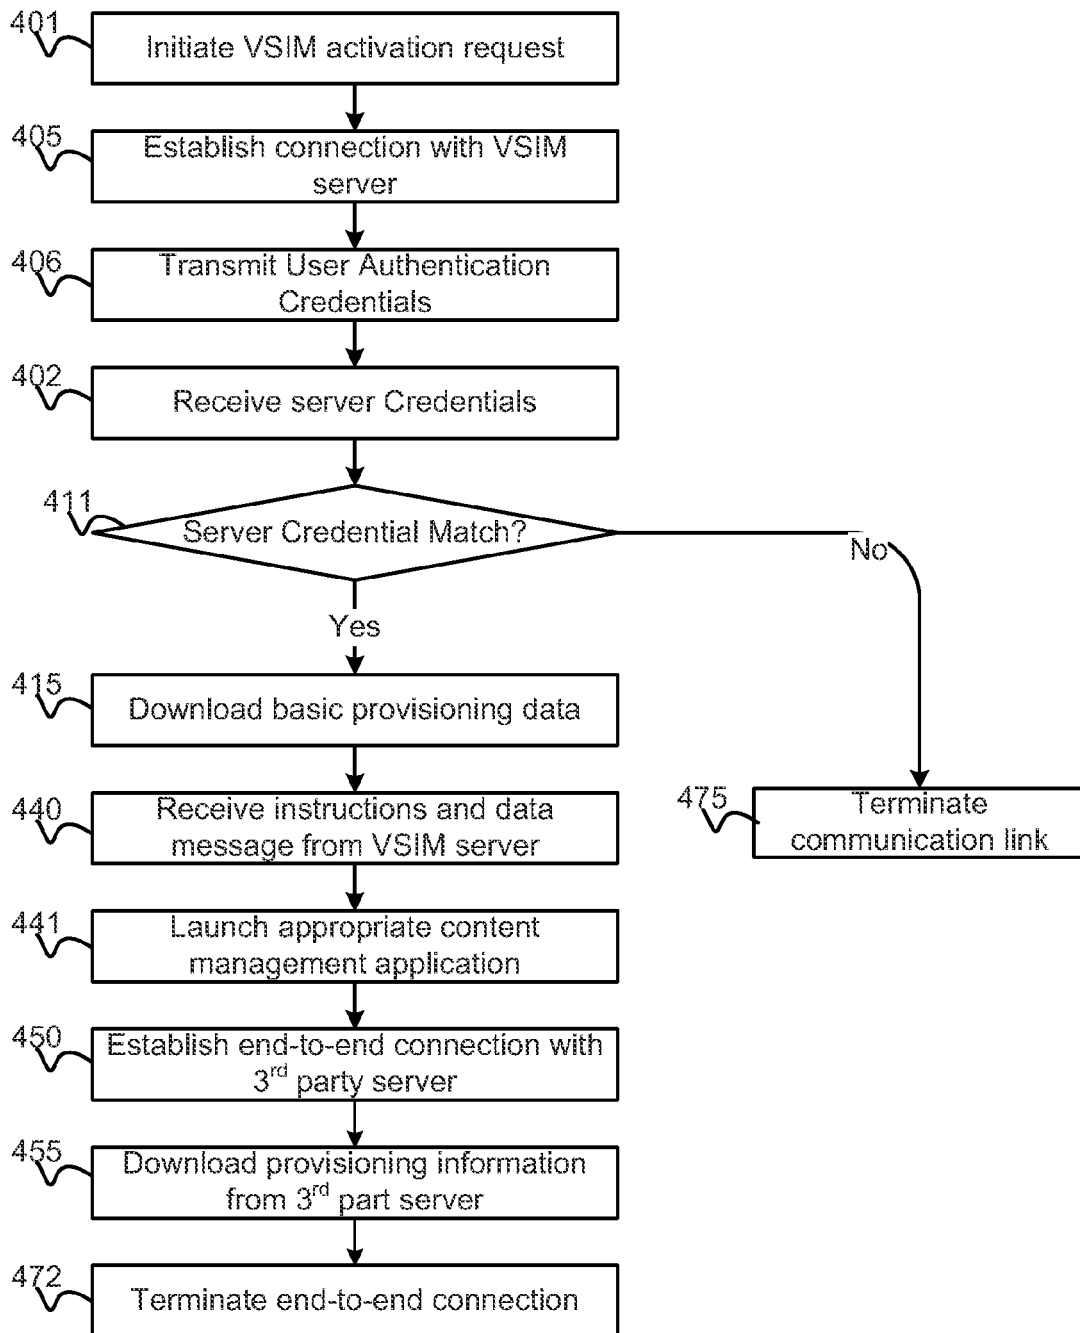 401
Initiate VSIM activation request
405
Establish connection with VSIM
server
406
Transmit User Authentication
Credentials
402
Receive server Credentials
411
Server Credential Match?
No
Yes
415
Download basic provisioning data
440
Receive instructions and data
message from VSIM server
475
Terminate
communication link
441
Launch appropriate content
management application
450
Establish end-to-end connection with
3rd party server
455
Download provisioning information
from 3rd part server
472
Terminate end-to-end connection